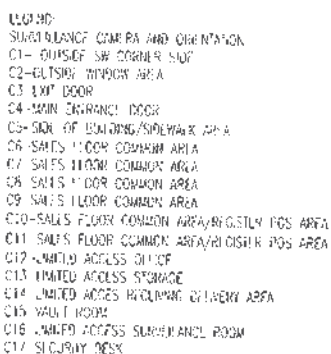 LEGEND:
SURVEILLANCE CAMERA AND ORIENTATION
C1- OUTSIDE SW CORNER SIDE
C2-OUTSIDE WINDOW AREA
C3 EXIT DOOR
C4-MAIN ENTRANCE DOOR
C5- SIDE OF BUILDING/SIDEWALK AREA
C6-SALES FLOOR COMMON AREA
C7 SALES FLOOR COMMON AREA
C8 SALES FLOOR COMMON AREA
C9 SALES FLOOR COMMON AREA
C10-SALES FLOOR COMMON AREA/REGISTER POS AREA
C11 SALES FLOOR COMMON AREA/REGISTER POS AREA
C12-LIMITED ACCESS OFFICE
C13 LIMITED ACCESS STORAGE
C14 LIMITED ACCES RECEIVING DELIVERY AREA
C15 VAULT ROOM
C16 LIMITED ACCESS SURVEILLANCE ROOM
C17 SECURITY DESK